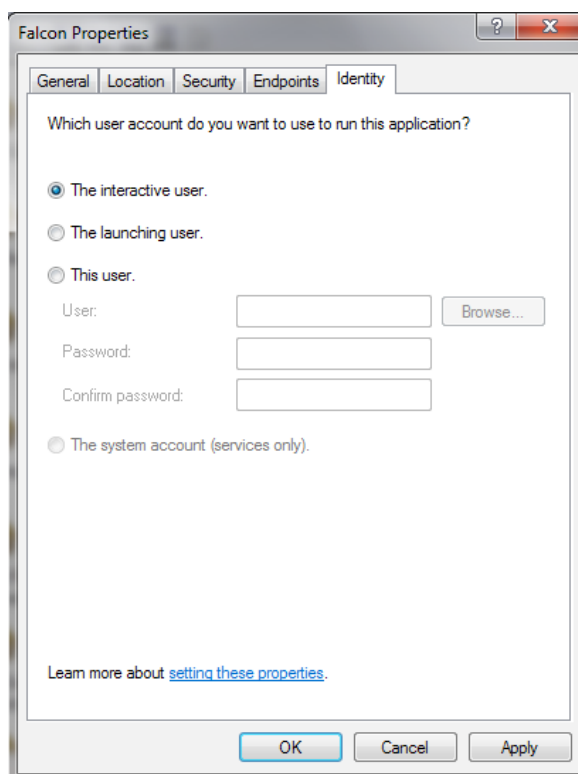 Falcon Properties
General Location Security Endpoints Identity
Which user account do you want to use to run this application?
The interactive user.
The launching user.
This user.
User:
Browse...
Password:
Confirm password:
The system account (services only).
Learn more about setting these properties.
OK Cancel Apply